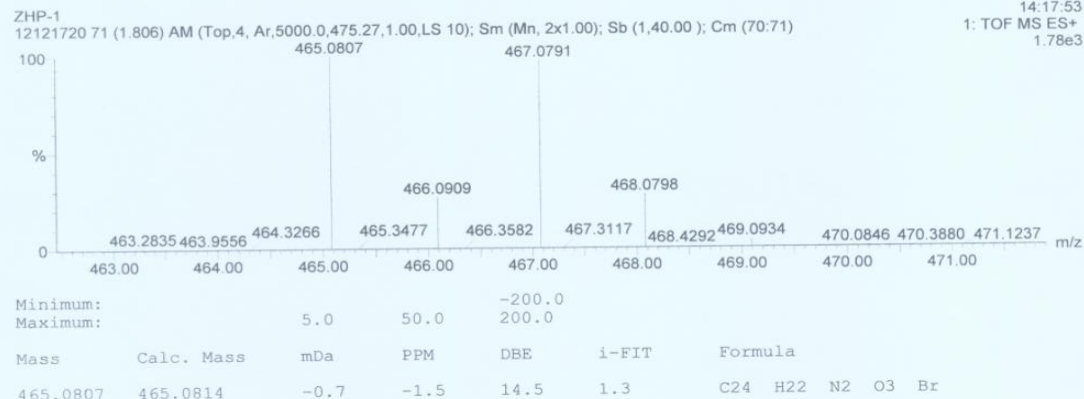 14:17:53
ZHP-1
12121720 71 (1.806) AM (Top,4, Ar,5000.0,475.27,1.00,LS 10); Sm (Mn, 2x1.00); Sb (1,40.00 ); Cm (70:71)
1: TOF MS ES+
1.78e3
465.0807 467.0791
100
%
466.0909 468.0798
463.2835 463.9556 464.3266 465.3477 466.3582 467.3117 468.4292 469.0934 470.0846 470.3880 471.1237
0
m/z
463.00 464.00 465.00 466.00 467.00 468.00 469.00 470.00 471.00
Minimum: -200.0
Maximum: 5.0 50.0 200.0
Mass Calc. Mass mDa PPM DBE i-FIT Formula
465.0807 465.0814 -0.7 -1.5 14.5 1.3 C24 H22 N2 O3 Br